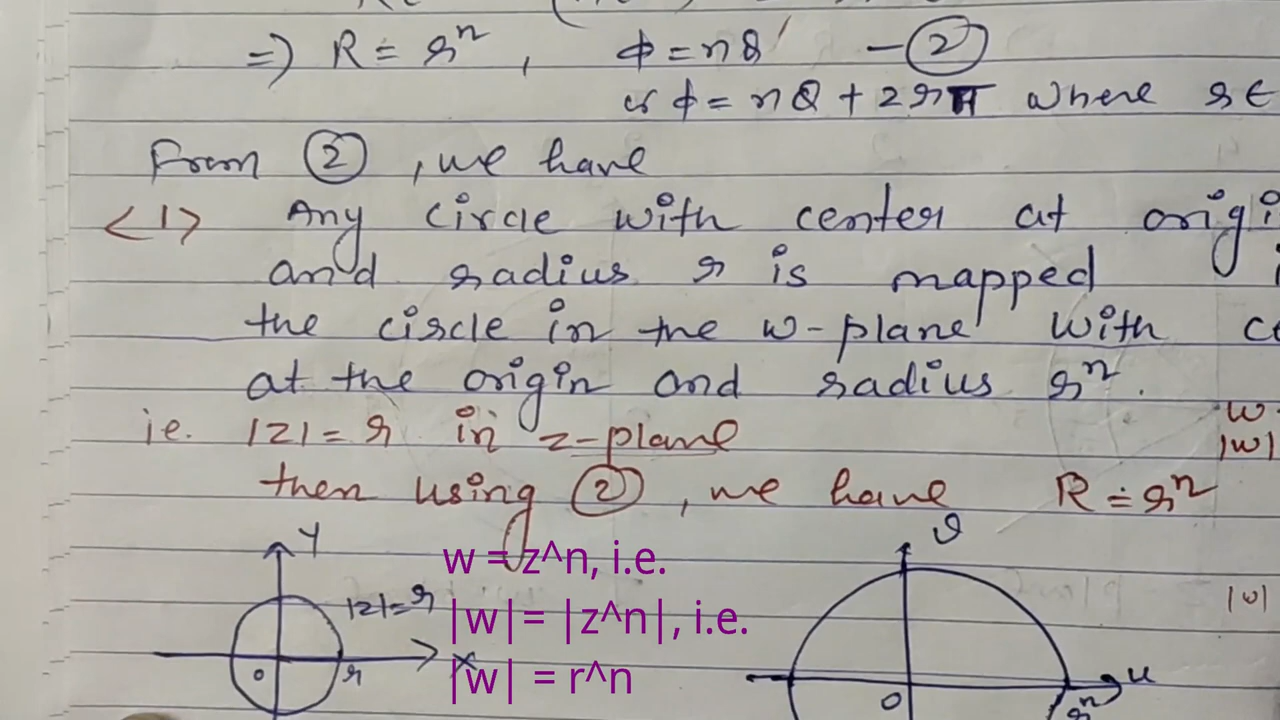 =) R = r^n , ϕ = nθ — ②
or ϕ = nθ + 2rπ where r ∈
From ② , we have
<1> Any circle with center at origi
and radius r is mapped
the circle in the w-plane with c
at the origin and radius r^n.
w
i.e. |z| = r in z-plane |w|
then using ② , we have R = r^n
Y v
w = z^n, i.e.
|z|=r |w|= |z^n|, i.e. |w|
o r x |w| = r^n o r^n u